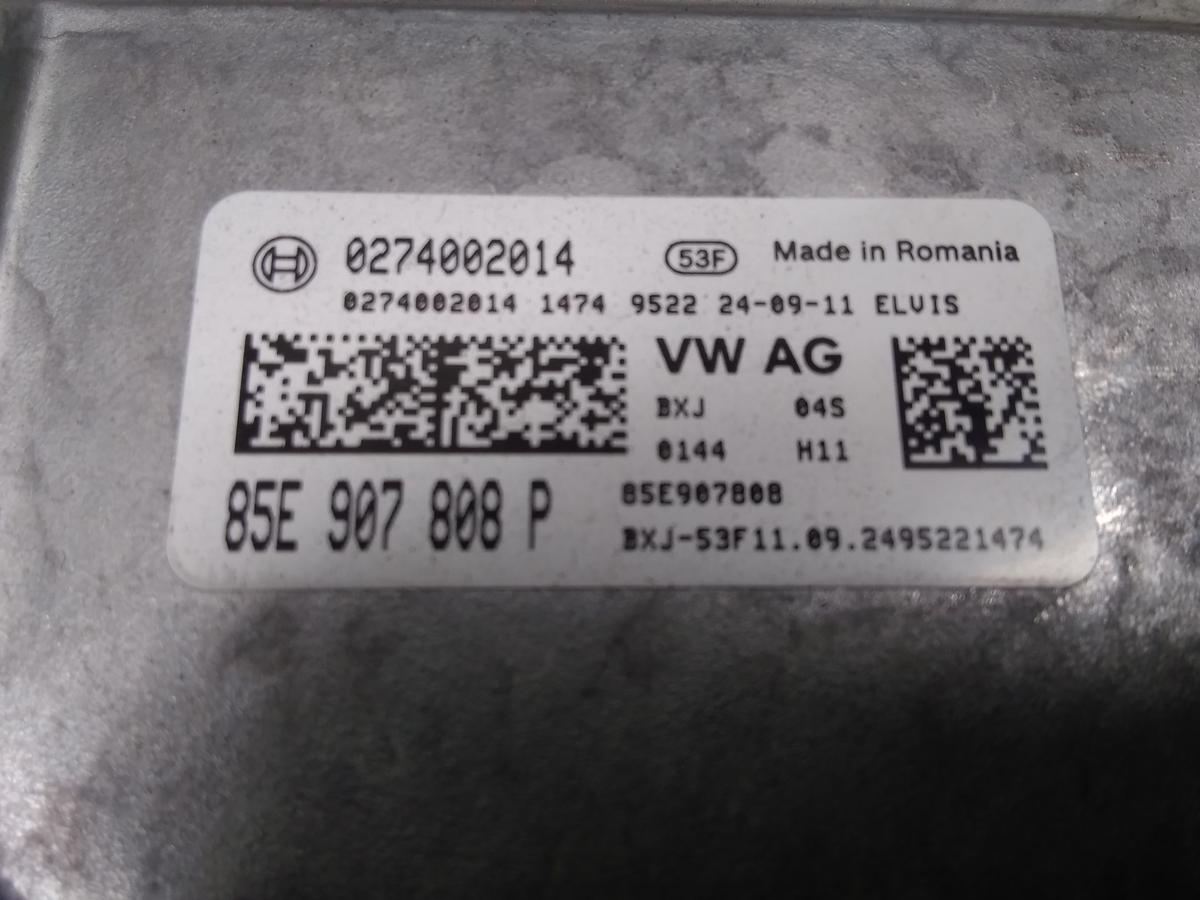 0274002014 53F Made in Romania
0274002014 1474 9522 24-09-11 ELVIS
VW AG
BXJ 04S
0144 H11
85E 907 808 P
85E907808
BXJ-53F11.09.2495221474